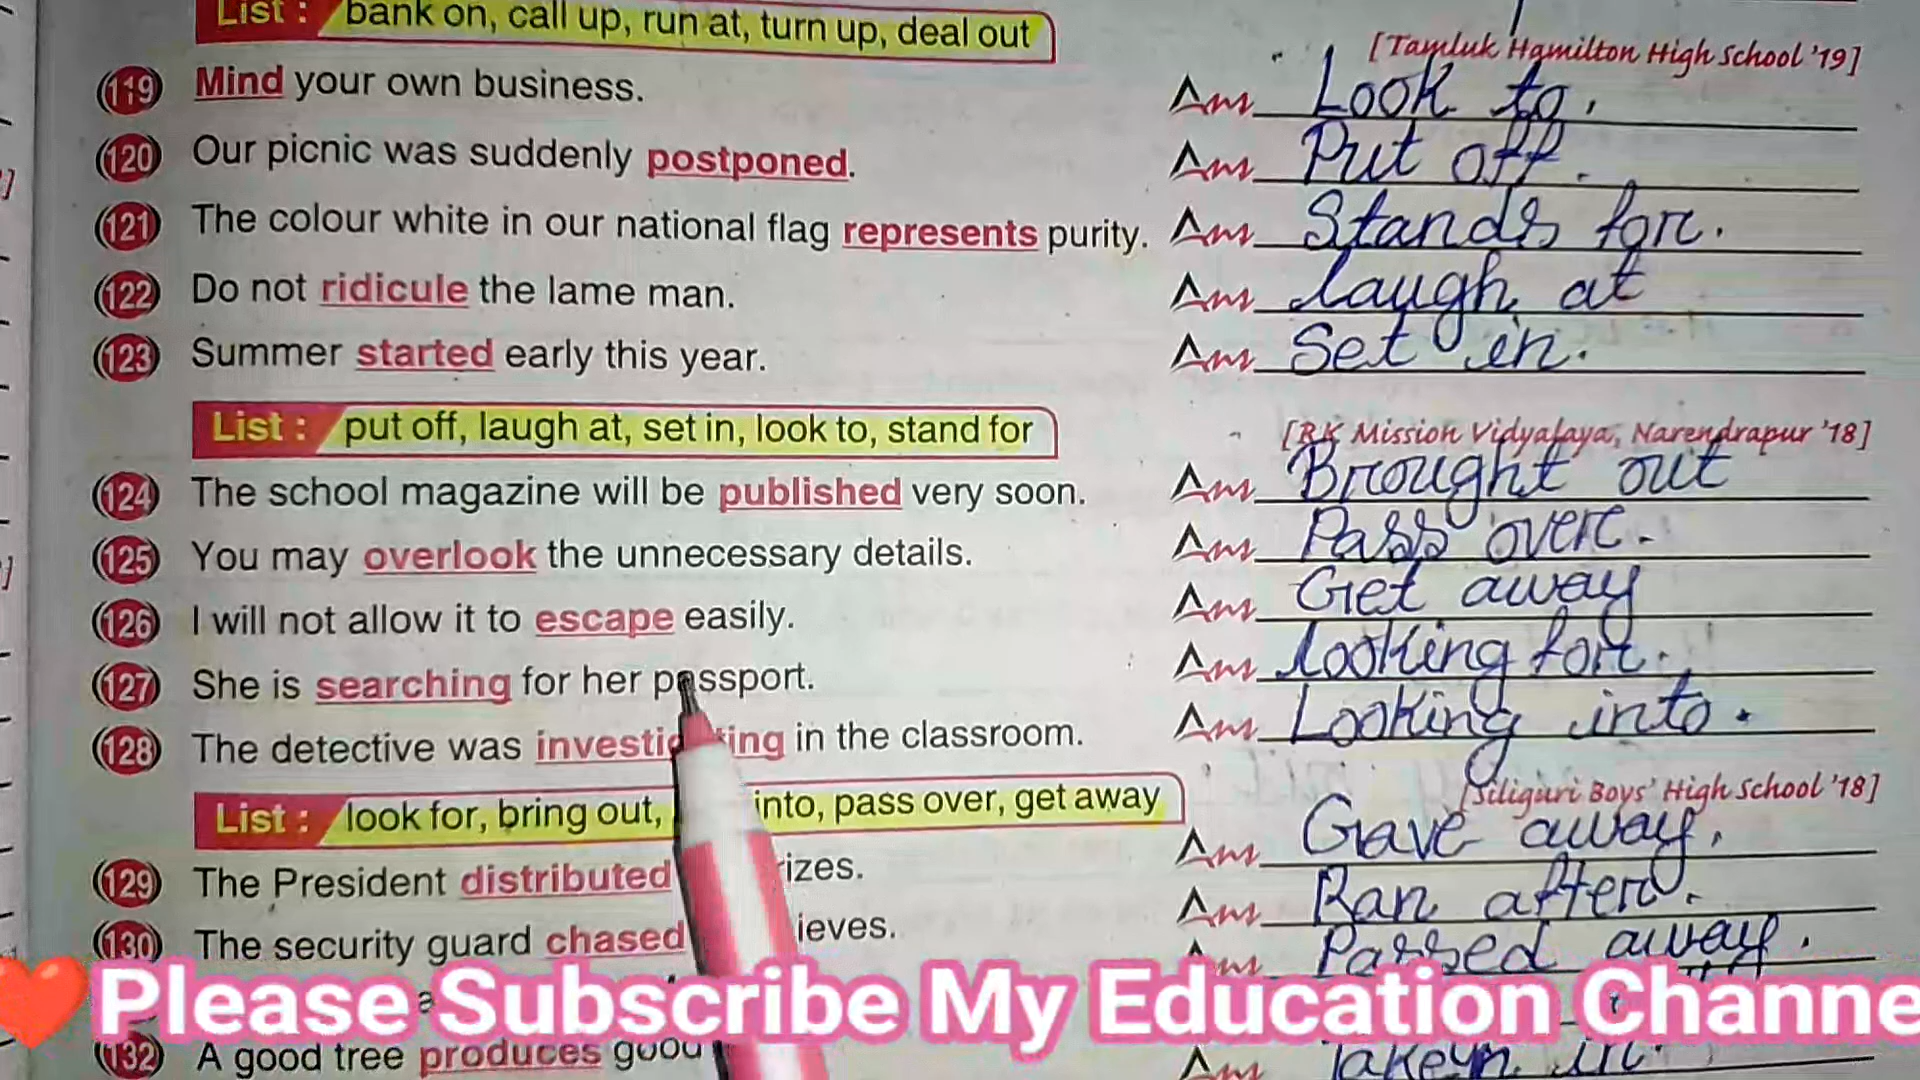 List : bank on, call up, run at, turn up, deal out
[Tamluk Hamilton High School '19]
119 Mind your own business. Ans Look to.
120 Our picnic was suddenly postponed. Ans Put off.
121 The colour white in our national flag represents purity. Ans Stands for.
122 Do not ridicule the lame man. Ans laugh at
123 Summer started early this year. Ans Set in.
List : put off, laugh at, set in, look to, stand for
[RK Mission Vidyalaya, Narendrapur '18]
124 The school magazine will be published very soon. Ans Brought out
125 You may overlook the unnecessary details. Ans Pass over.
126 I will not allow it to escape easily. Ans Get away
127 She is searching for her passport. Ans looking for.
128 The detective was investigating in the classroom. Ans Looking into.
List : look for, bring out, into, pass over, get away
[Siliguri Boys' High School '18]
129 The President distributed Ans Gave away.
130 The security guard chased Ans Ran after.
Ans Passed away.
❤️Please Subscribe My Education Channe
132 A good tree produces good Ans in.